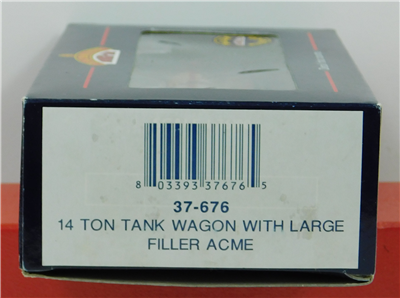 8 03393 37676 5
37-676
14 TON TANK WAGON WITH LARGE
FILLER ACME